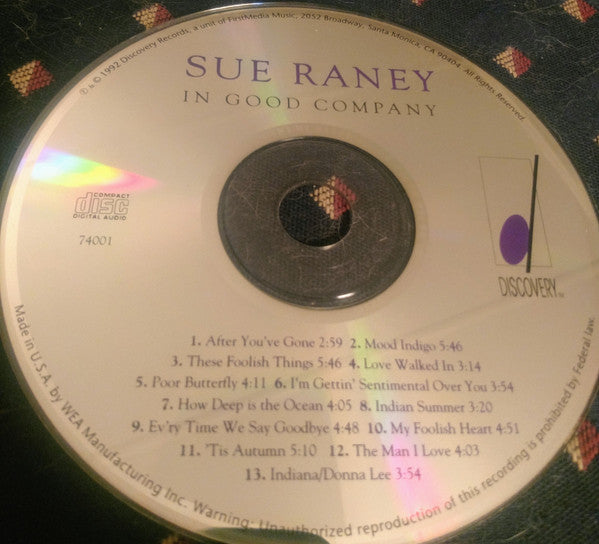 ℗ © 1992 Discovery Records, a unit of FirstMedia Music, 2052 Broadway, Santa Monica, CA 90404. All Rights Reserved.
SUE RANEY
IN GOOD COMPANY
COMPACT
disc
DIGITAL AUDIO
74001
DISCOVERY™
1. After You've Gone 2:59 2. Mood Indigo 5:46
3. These Foolish Things 5:46 4. Love Walked In 3:14
5. Poor Butterfly 4:11 6. I'm Gettin' Sentimental Over You 3:54
7. How Deep is the Ocean 4:05 8. Indian Summer 3:20
9. Ev'ry Time We Say Goodbye 4:48 10. My Foolish Heart 4:51
11. 'Tis Autumn 5:10 12. The Man I Love 4:03
13. Indiana/Donna Lee 3:54
Made in U.S.A. by WEA Manufacturing Inc. Warning: Unauthorized reproduction of this recording is prohibited by Federal law.